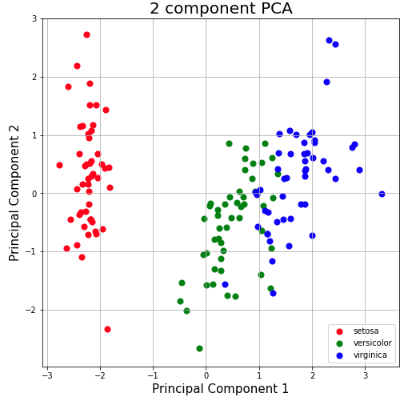 2 component PCA
Principal Component 2
3
2
1
0
−1
−2
−3
−2
−1
0
1
2
3
Principal Component 1
setosa
versicolor
virginica